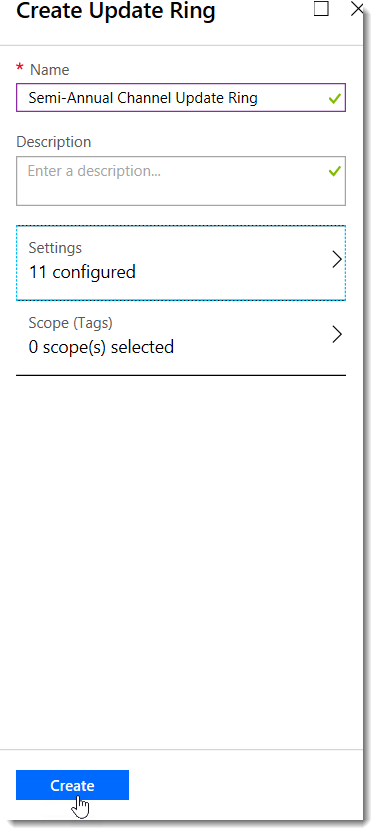 Create Update Ring
* Name
Semi-Annual Channel Update Ring
Description
Enter a description...
Settings
11 configured
Scope (Tags)
0 scope(s) selected
Create